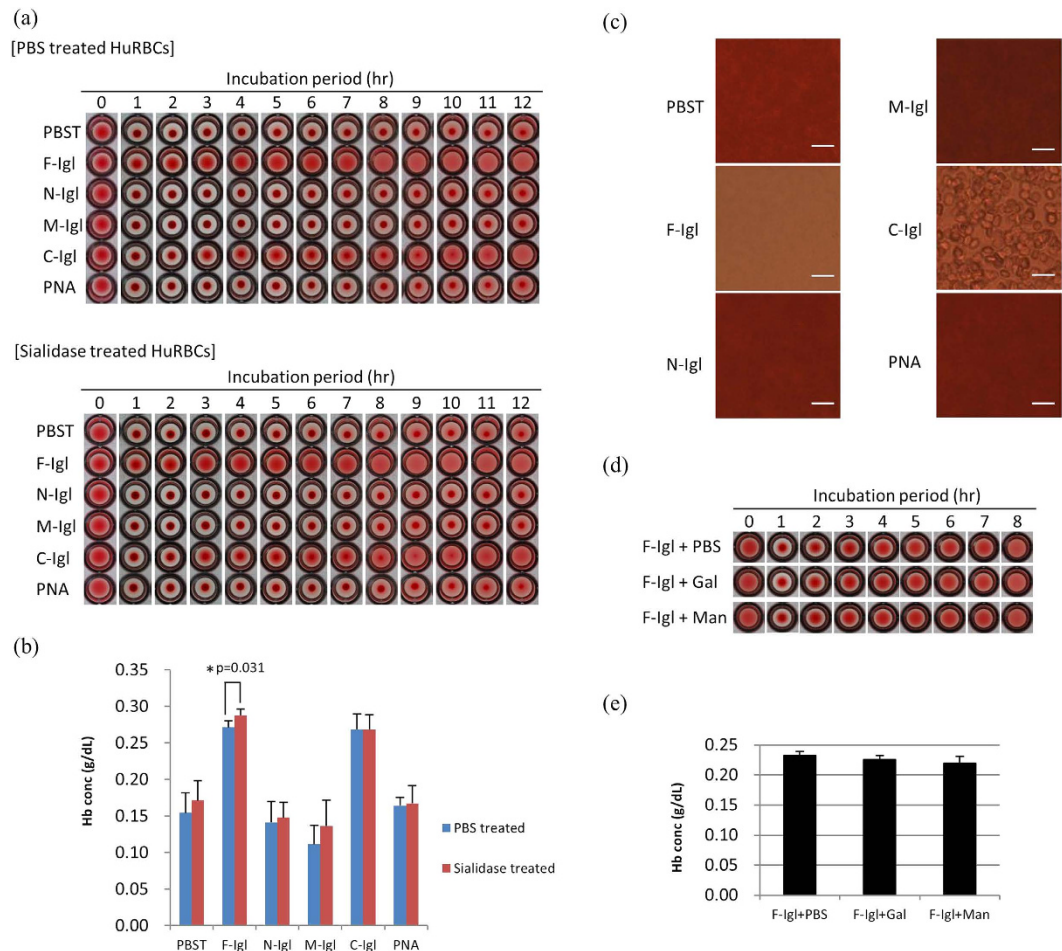 (a)
[PBS treated HuRBCs]
Incubation period (hr)
0 1 2 3 4 5 6 7 8 9 10 11 12
PBST
F-Igl
N-Igl
M-Igl
C-Igl
PNA
[Sialidase treated HuRBCs]
Incubation period (hr)
0 1 2 3 4 5 6 7 8 9 10 11 12
PBST
F-Igl
N-Igl
M-Igl
C-Igl
PNA
(b)
*p=0.031
Hb conc (g/dL)
0.35
0.30
0.25
0.20
0.15
0.10
0.05
0.00
PBST F-Igl N-Igl M-Igl C-Igl PNA
PBS treated
Sialidase treated
(c)
PBST
M-Igl
F-Igl
C-Igl
N-Igl
PNA
(d)
Incubation period (hr)
0 1 2 3 4 5 6 7 8
F-Igl + PBS
F-Igl + Gal
F-Igl + Man
(e)
Hb conc (g/dL)
0.25
0.20
0.15
0.10
0.05
0.00
F-Igl+PBS F-Igl+Gal F-Igl+Man